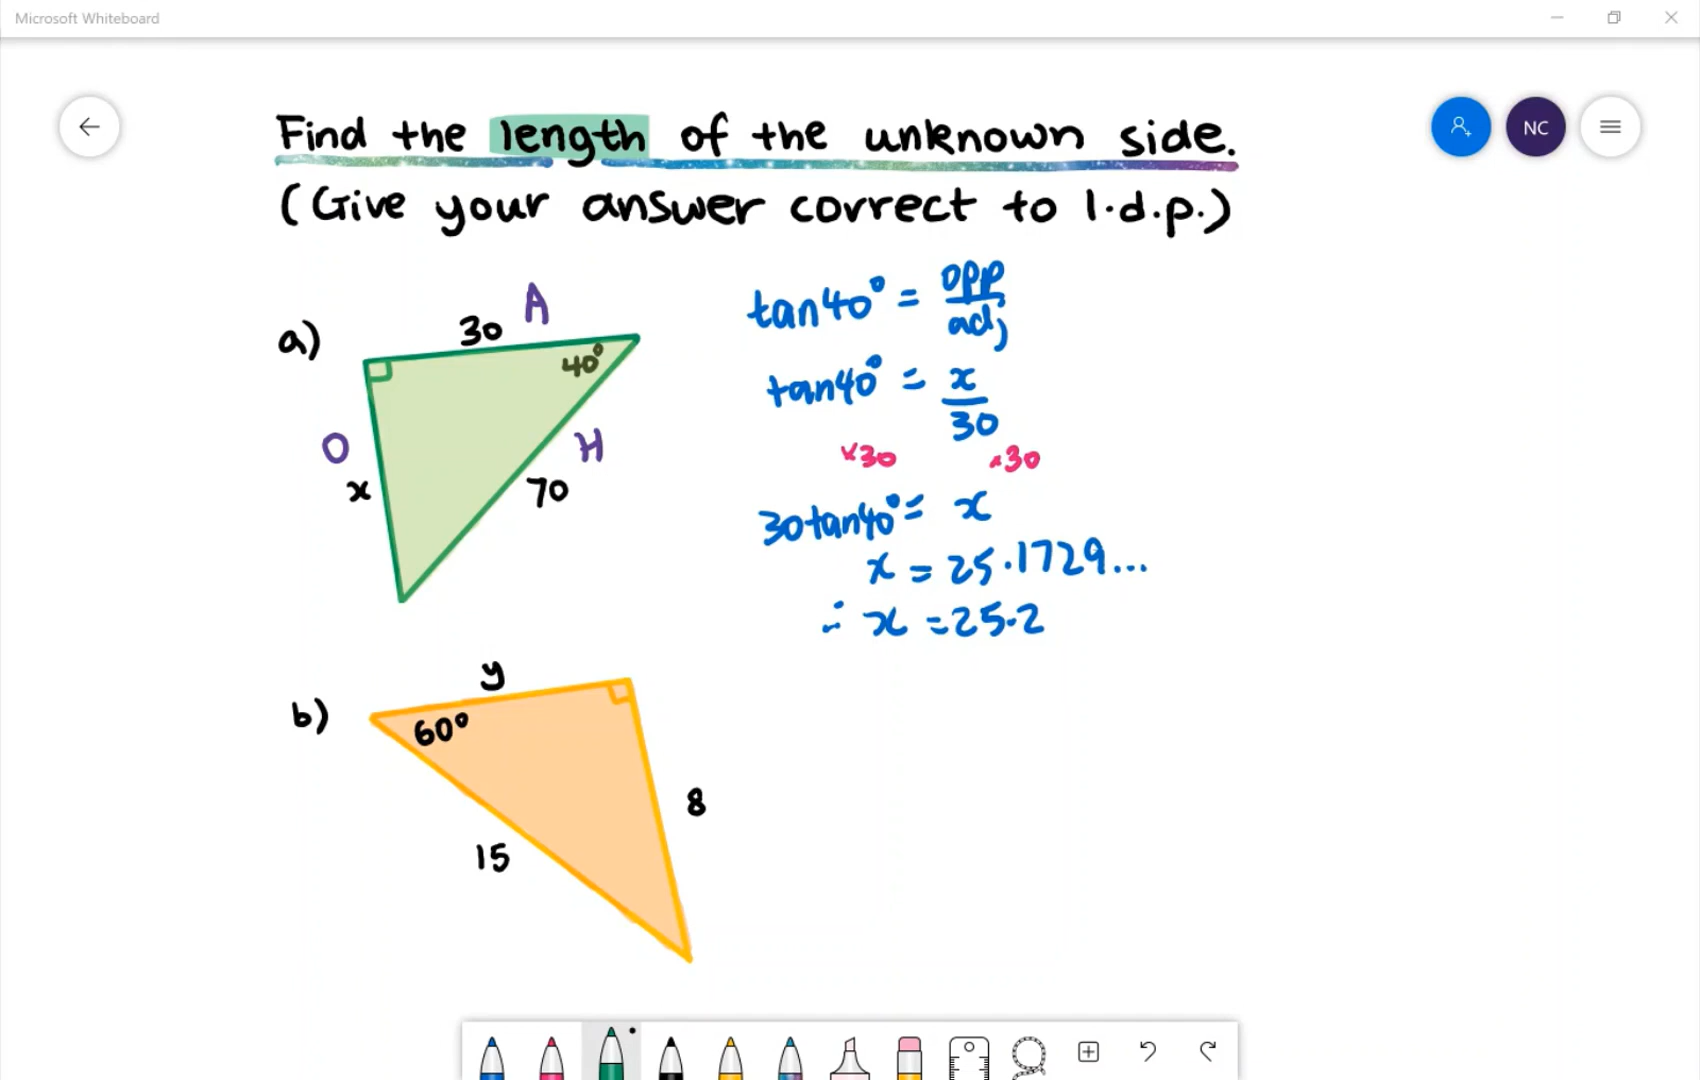 Microsoft Whiteboard
NC
Find the length of the unknown side.
(Give your answer correct to 1.d.p.)
a)
30
A
40°
O
x
H
70
tan40° = opp/adj
tan40° = x/30
×30 ×30
30tan40° = x
x = 25.1729...
∴ x = 25.2
b)
y
60°
8
15